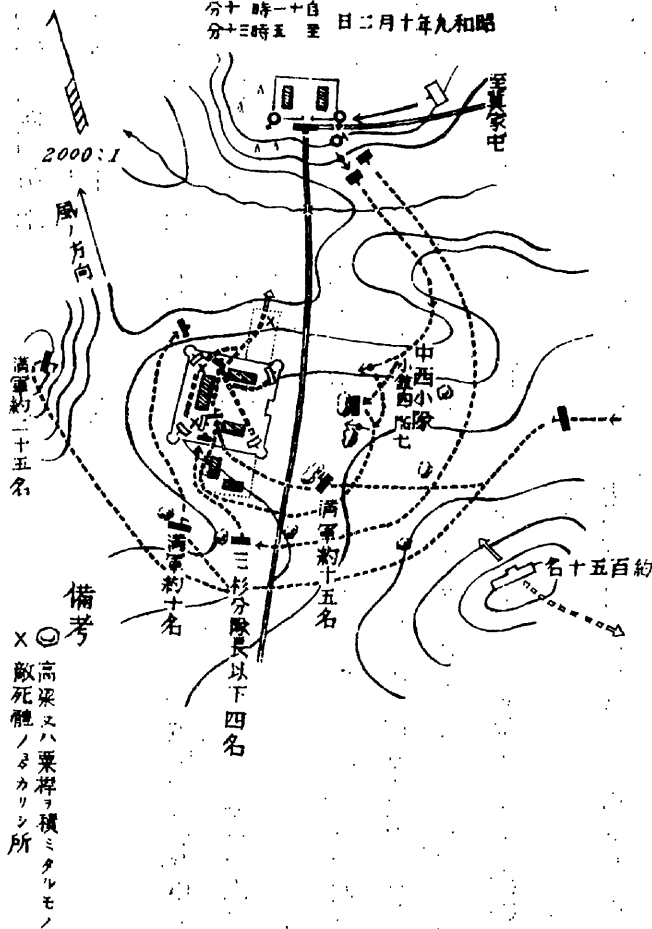 昭和九年十月二日
自十一時十分
至五時三十分
至冀家屯
2000:1
風ノ方向
中西小隊
満軍約二十五名
満軍約十名
三杉分隊長以下四名
満軍約十五名
約百五十名
備考
高粱又ハ粟稈ヲ積ミタルモノ
× 敵死體ノ多カリシ所